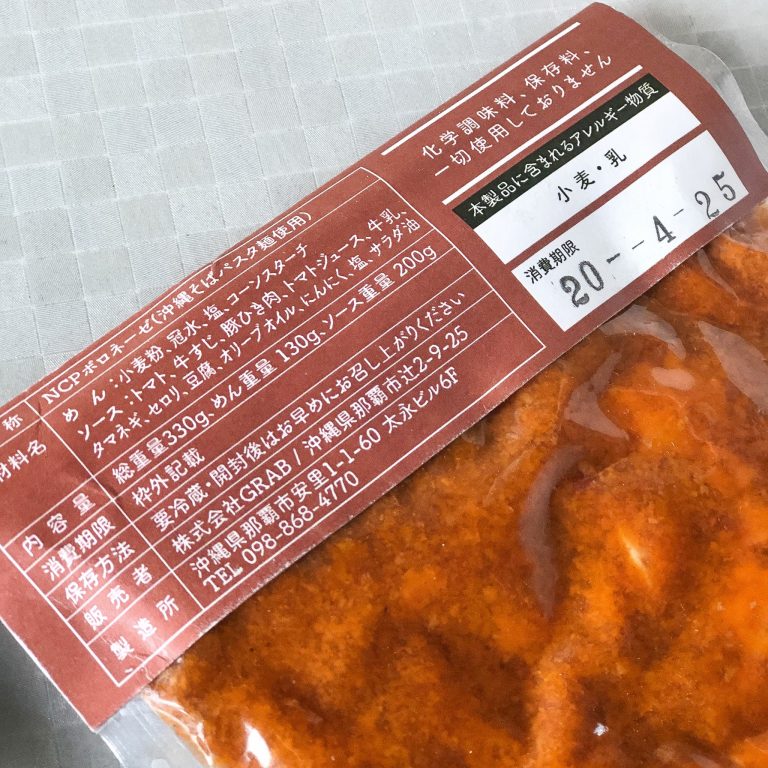 化学調味料、保存料、
一切使用しておりません
本製品に含まれるアレルギー物質
小麦・乳
消費期限
20--4-25
称 NCPボロネーゼ(沖縄そばパスタ麺使用)
材料名 めん:小麦粉、冠水、塩、コーンスターチ
ソース:トマト、牛すじ、豚ひき肉、トマトジュース、牛乳、
タマネギ、セロリ、豆腐、オリーブオイル、にんにく、塩、サラダ油
内容量 総重量330g、めん重量 130g、ソース重量 200g
消費期限 枠外記載
保存方法 要冷蔵・開封後はお早めにお召し上がりください
販売者 株式会社GRAB / 沖縄県那覇市辻2-9-25
製造所 沖縄県那覇市安里1-1-60 太永ビル6F
TEL 098-868-4770